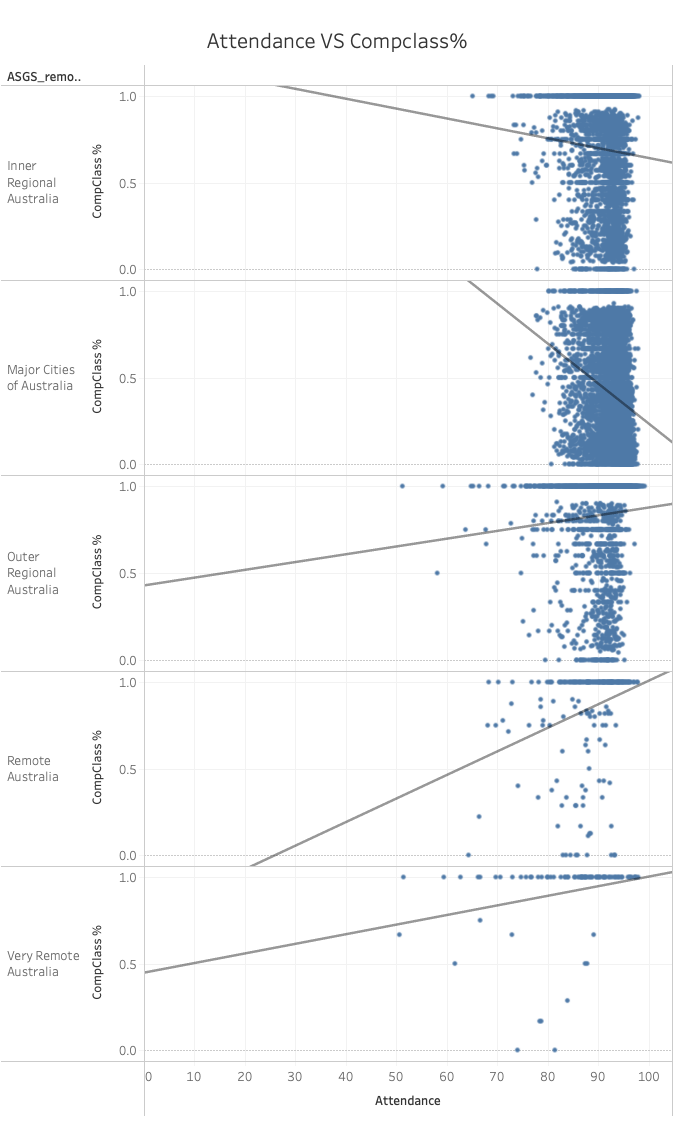 Attendance VS Compclass%
ASGS_remo..
Inner
Regional
Australia
CompClass %
1.0
0.5
0.0
Major Cities
of Australia
CompClass %
1.0
0.5
0.0
Outer
Regional
Australia
CompClass %
1.0
0.5
0.0
Remote
Australia
CompClass %
1.0
0.5
0.0
Very Remote
Australia
CompClass %
1.0
0.5
0.0
0 10 20 30 40 50 60 70 80 90 100
Attendance